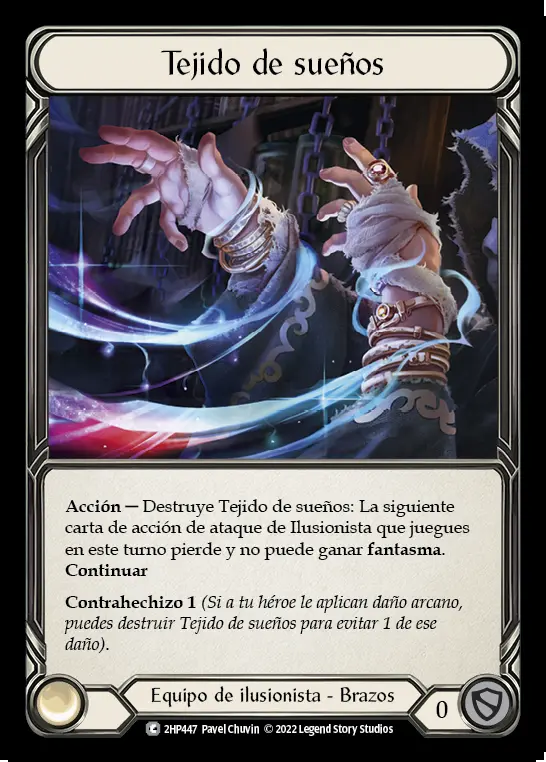 Tejido de sueños
Acción — Destruye Tejido de sueños: La siguiente
carta de acción de ataque de Ilusionista que juegues
en este turno pierde y no puede ganar fantasma.
Continuar
Contrahechizo 1 (Si a tu héroe le aplican daño arcano,
puedes destruir Tejido de sueños para evitar 1 de ese
daño).
Equipo de ilusionista - Brazos
0
C 2HP447 Pavel Chuvin © 2022 Legend Story Studios